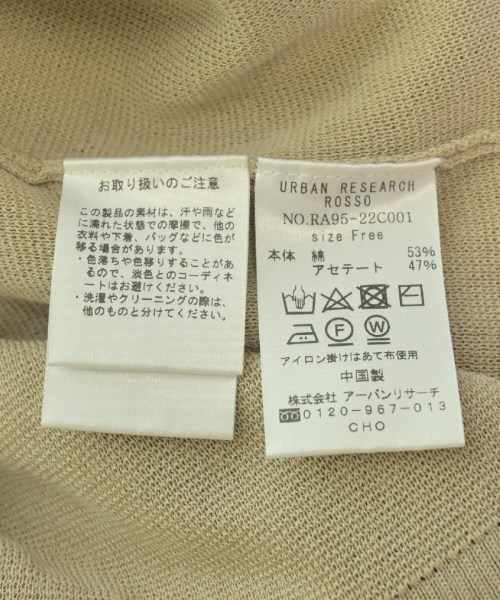 お取り扱いのご注意
この製品の素材は、汗や雨など
に濡れた状態での摩擦で、他の
衣料や下着、バッグなどに色が
移る場合があります。
・色落ちや色移りすることがあ
るので、淡色とのコーディネ
ートはお避けください。
・洗濯やクリーニングの際は、
他のものと分けてください。
URBAN RESEARCH
ROSSO
NO.RA95-22C001
size Free
本体 綿 53%
アセテート 47%
F W
アイロン掛けはあて布使用
中国製
株式会社 アーバンリサーチ
0120-967-013
CHO